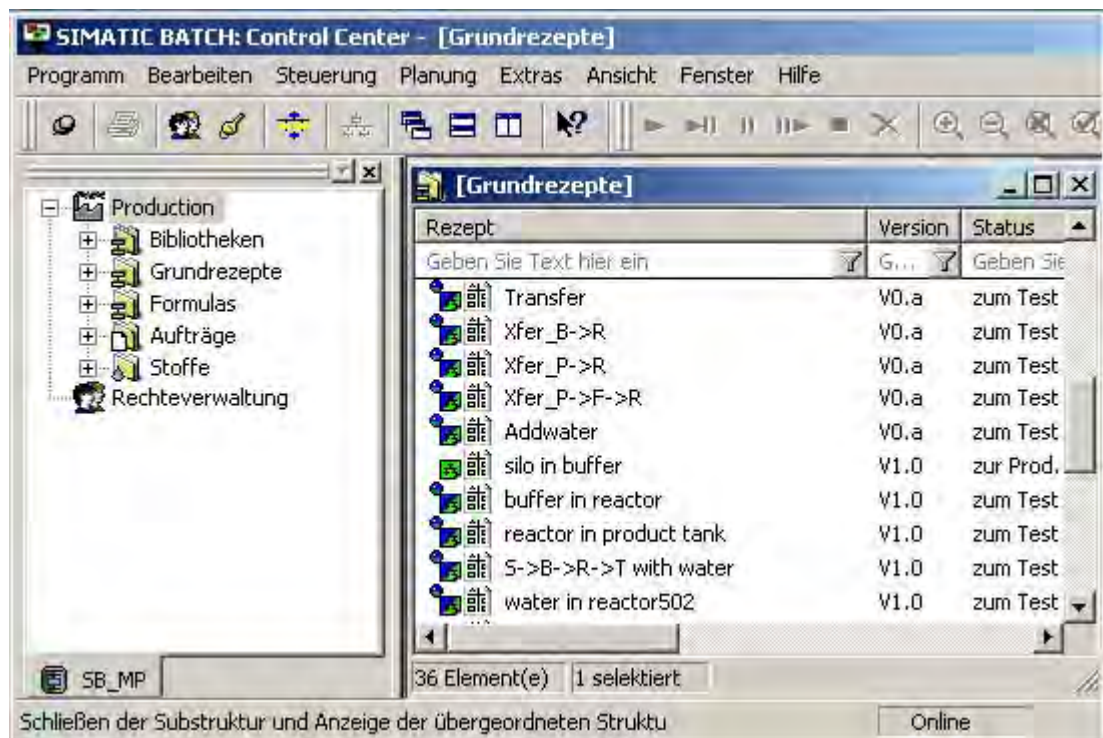 SIMATIC BATCH: Control Center - [Grundrezepte]
Programm Bearbeiten Steuerung Planung Extras Ansicht Fenster Hilfe
Production
Bibliotheken
Grundrezepte
Formulas
Aufträge
Stoffe
Rechteverwaltung
SB_MP
[Grundrezepte]
Rezept Version Status
Geben Sie Text hier ein G... Geben Sie
Transfer V0.a zum Test
Xfer_B->R V0.a zum Test
Xfer_P->R V0.a zum Test
Xfer_P->F->R V0.a zum Test
Addwater V0.a zum Test
silo in buffer V1.0 zur Prod.
buffer in reactor V1.0 zum Test
reactor in product tank V1.0 zum Test
S->B->R->T with water V1.0 zum Test
water in reactor502 V1.0 zum Test
36 Element(e) 1 selektiert
Schließen der Substruktur und Anzeige der übergeordneten Struktu Online